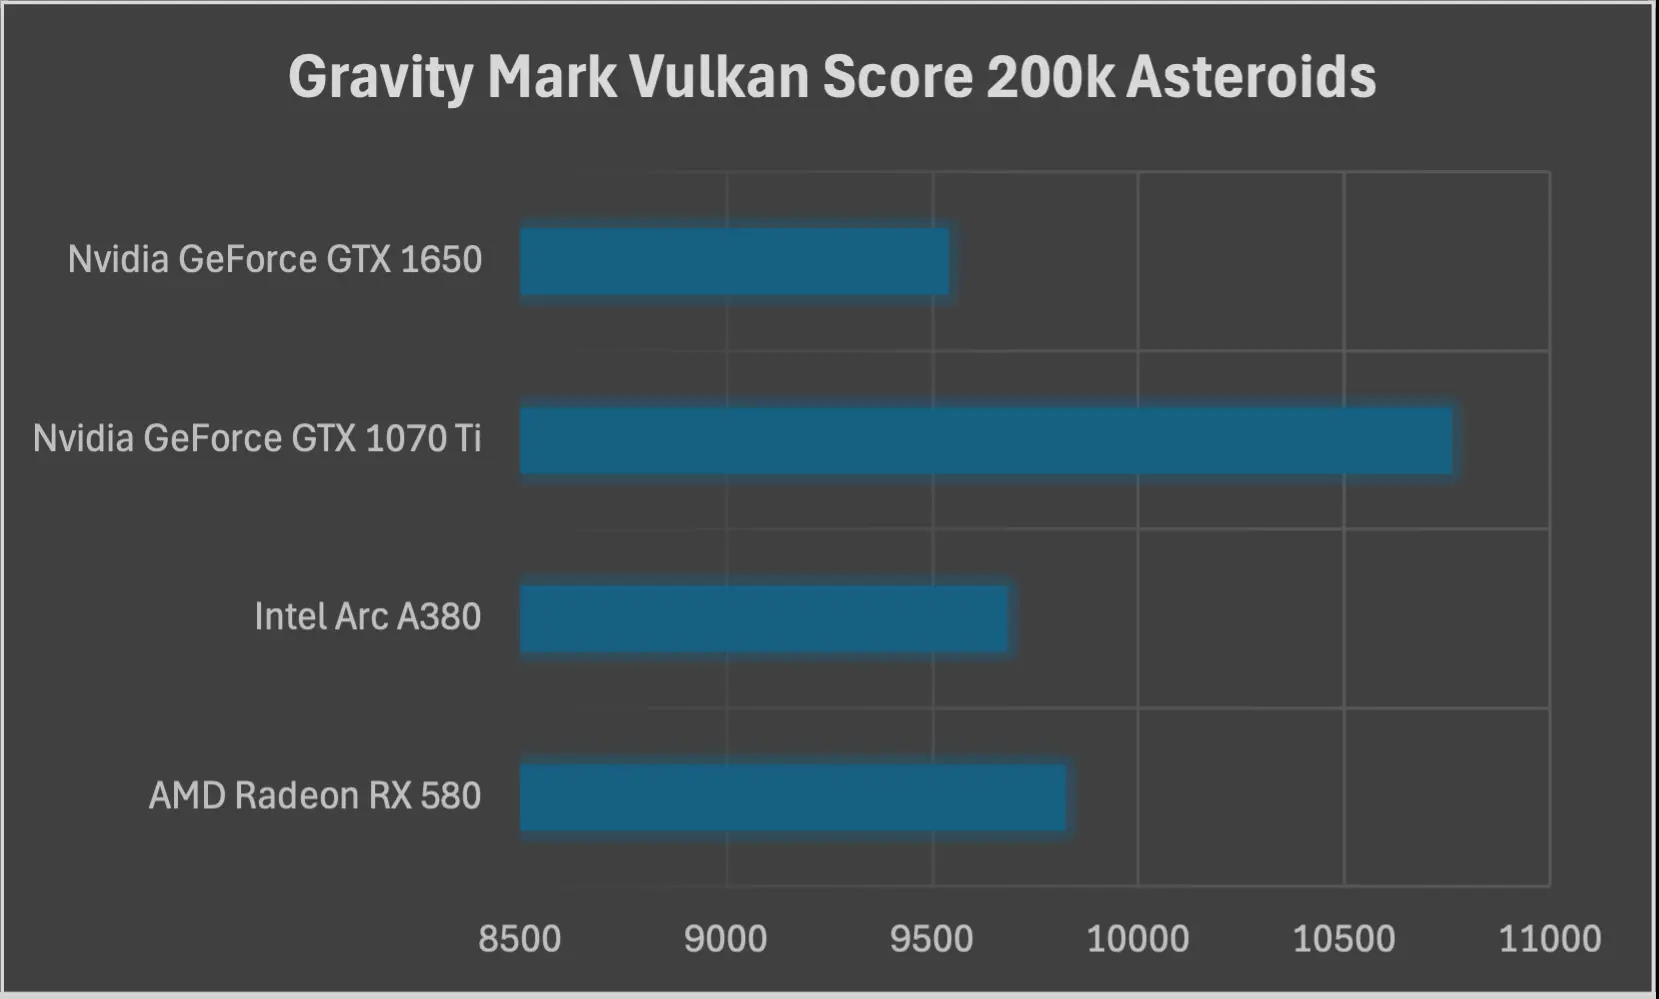 Gravity Mark Vulkan Score 200k Asteroids
Nvidia GeForce GTX 1650
Nvidia GeForce GTX 1070 Ti
Intel Arc A380
AMD Radeon RX 580
8500 9000 9500 10000 10500 11000